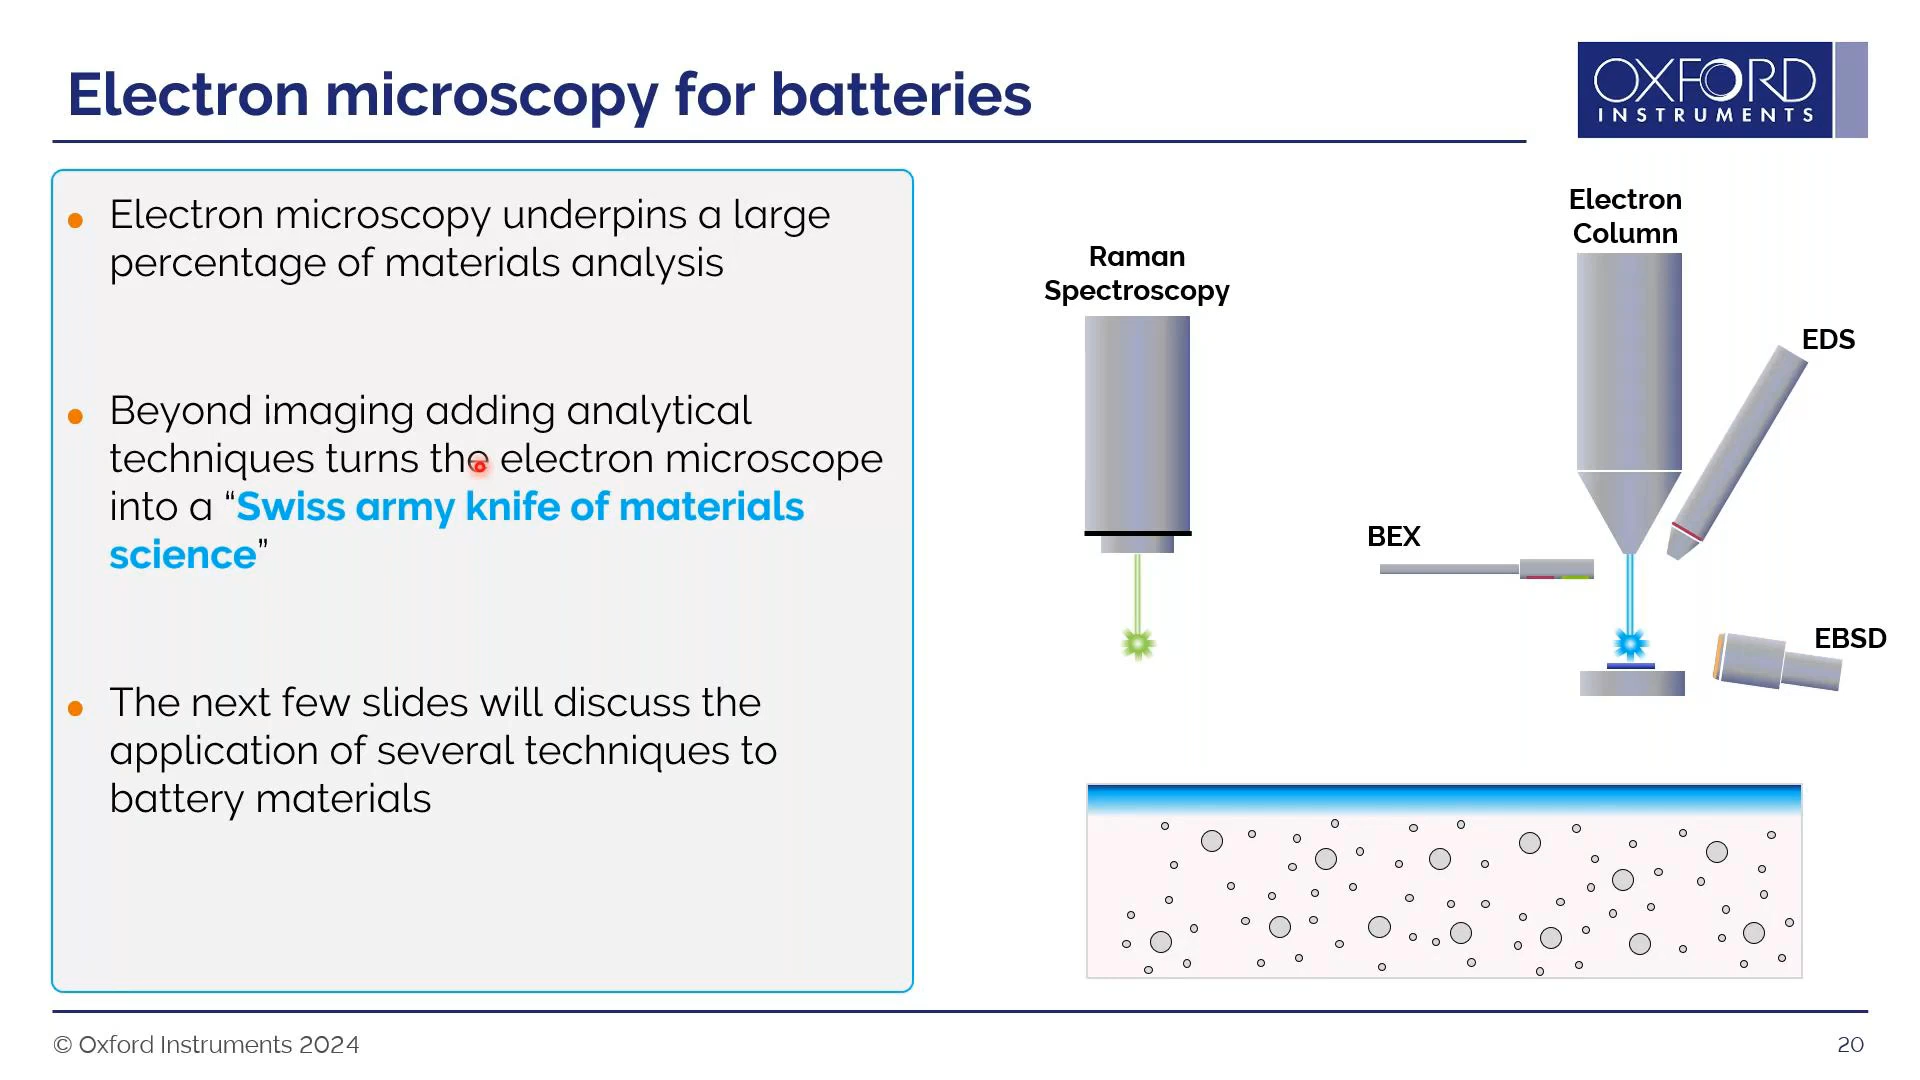 Electron microscopy for batteries
OXFORD
INSTRUMENTS
Electron microscopy underpins a large
percentage of materials analysis
Beyond imaging adding analytical
techniques turns the electron microscope
into a “Swiss army knife of materials
science”
The next few slides will discuss the
application of several techniques to
battery materials
Raman
Spectroscopy
Electron
Column
EDS
BEX
EBSD
© Oxford Instruments 2024
20